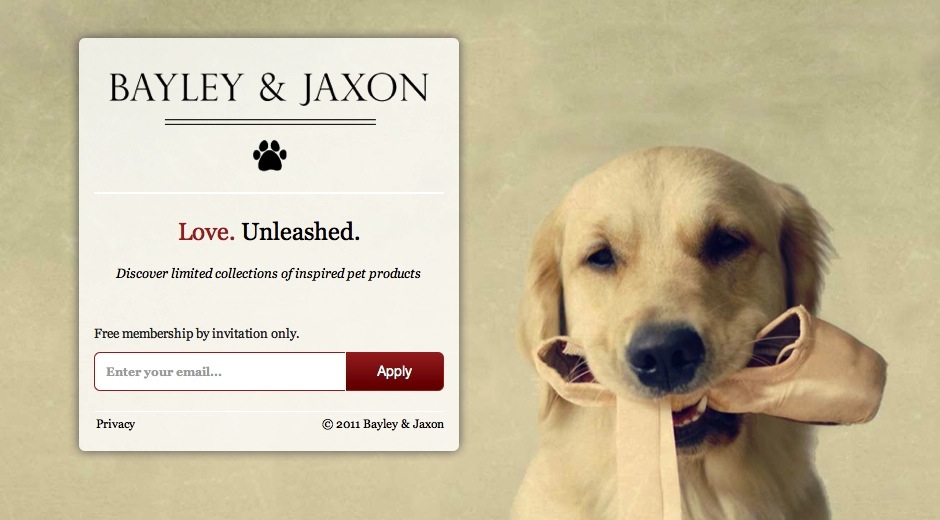 BAYLEY & JAXON
Love. Unleashed.
Discover limited collections of inspired pet products
Free membership by invitation only.
Enter your email...
Apply
Privacy
© 2011 Bayley & Jaxon